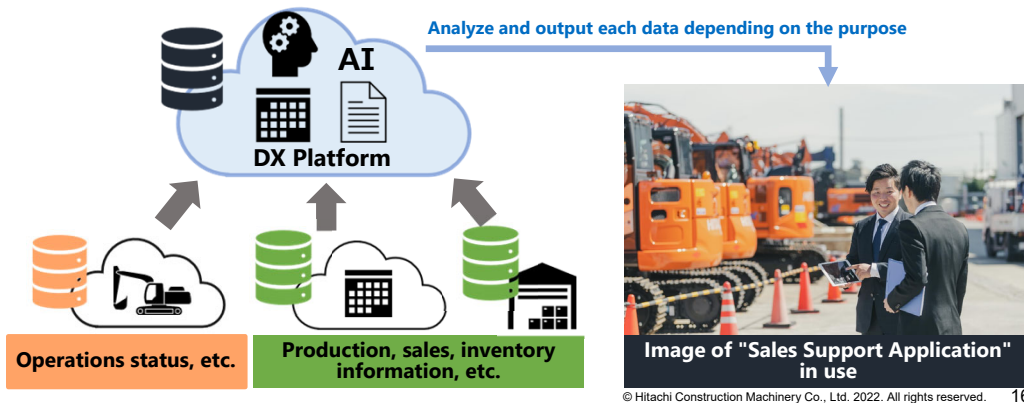 Analyze and output each data depending on the purpose
AI
DX Platform
Operations status, etc.
Production, sales, inventory
information, etc.
Image of "Sales Support Application"
in use
© Hitachi Construction Machinery Co., Ltd. 2022. All rights reserved.